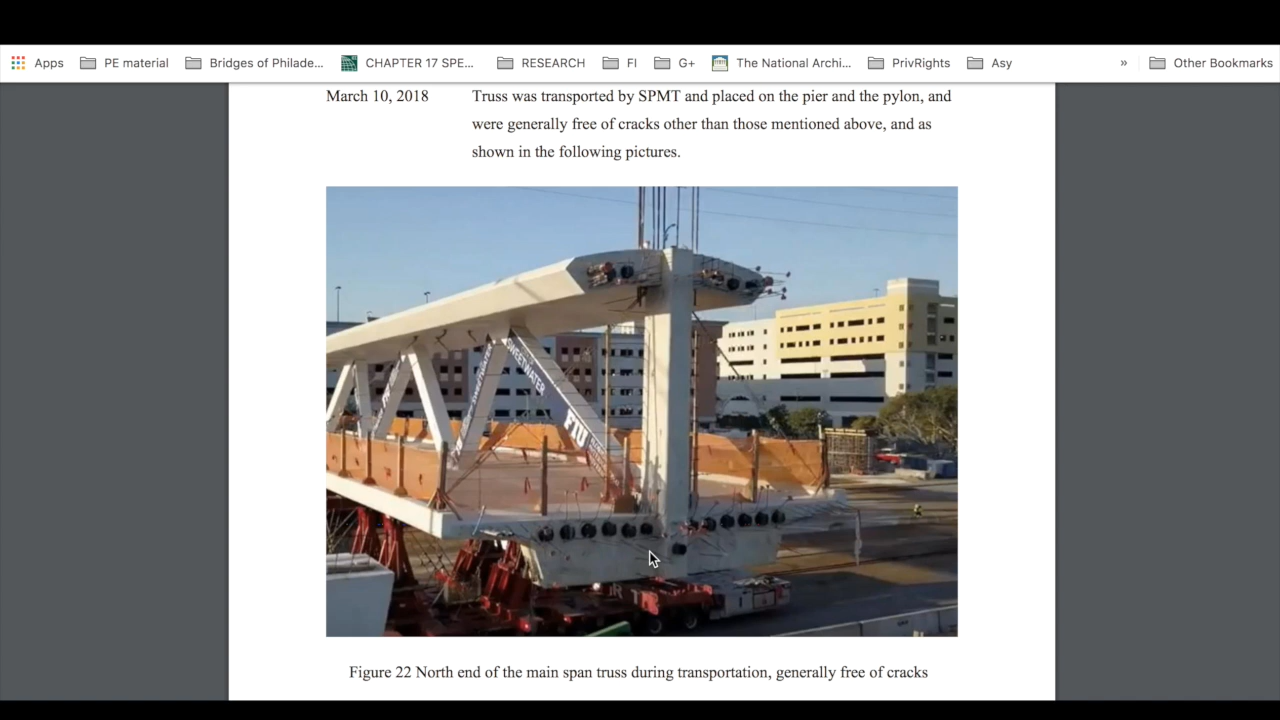 Apps
PE material
Bridges of Philade...
CHAPTER 17 SPE...
RESEARCH
FI
G+
The National Archi...
PrivRights
Asy
»
Other Bookmarks
March 10, 2018
Truss was transported by SPMT and placed on the pier and the pylon, and
were generally free of cracks other than those mentioned above, and as
shown in the following pictures.
SWEETWATER
FIU
Figure 22 North end of the main span truss during transportation, generally free of cracks